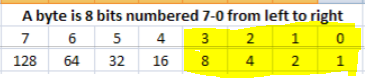 A byte is 8 bits numbered 7-0 from left to right
7 6 5 4 3 2 1 0
128 64 32 16 8 4 2 1